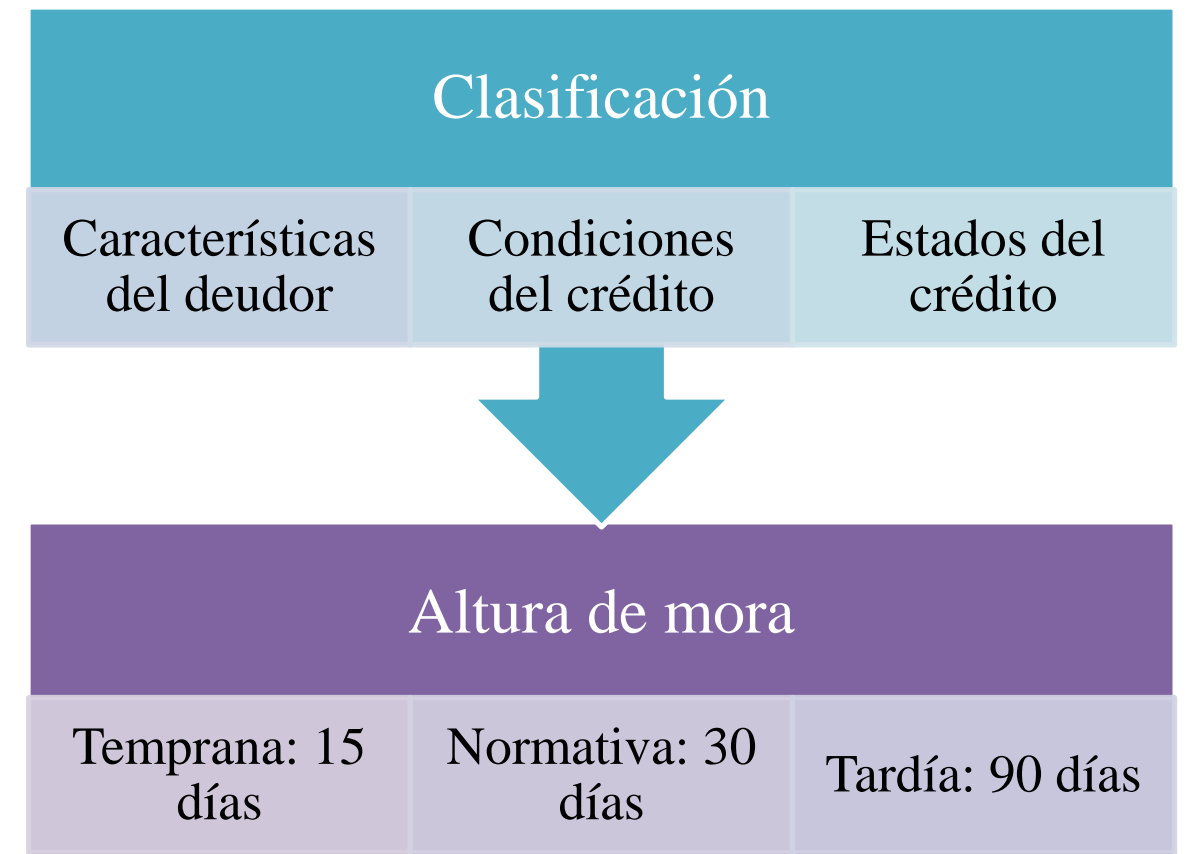 Clasificación
Características
del deudor
Condiciones
del crédito
Estados del
crédito
Altura de mora
Temprana: 15
días
Normativa: 30
días
Tardía: 90 días